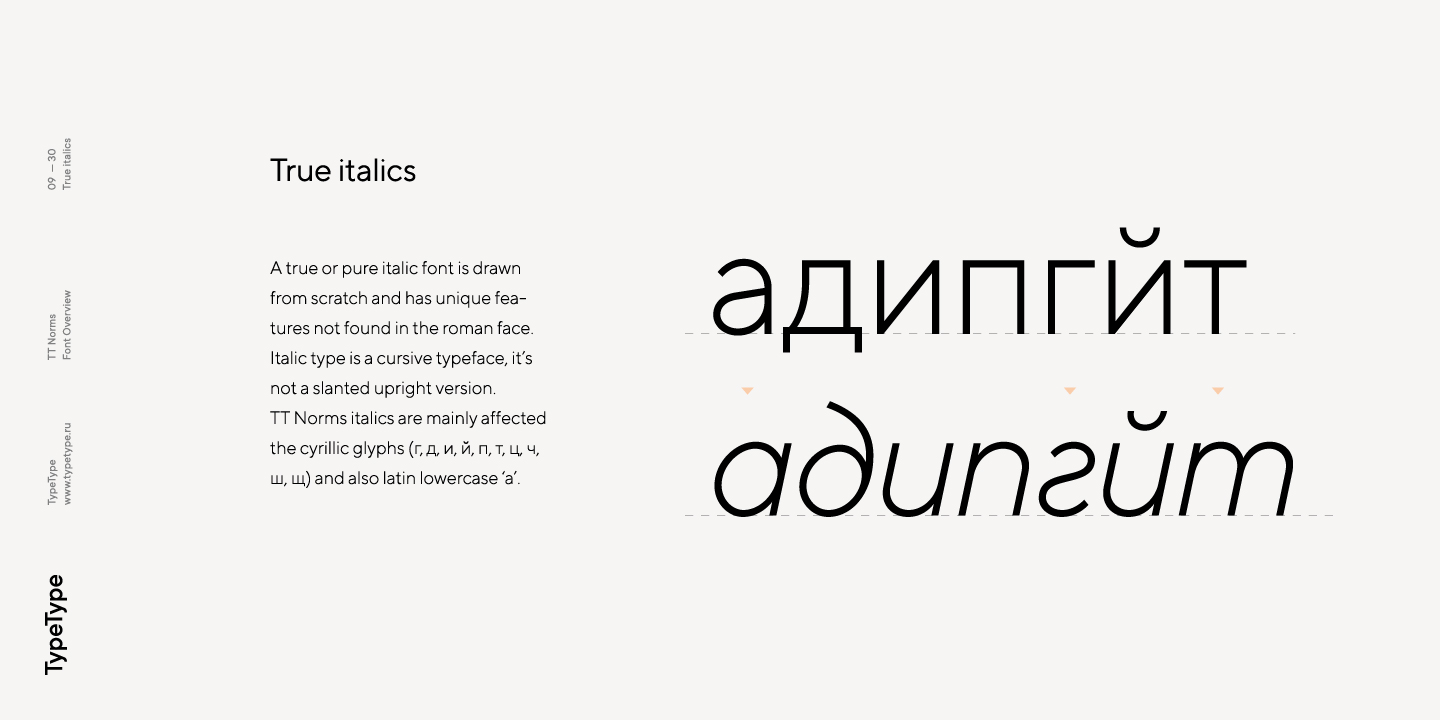 09 — 30
True italics
TT Norms
Font Overview
TypeType
www.typetype.ru
TypeType
True italics
A true or pure italic font is drawn
from scratch and has unique fea-
tures not found in the roman face.
Italic type is a cursive typeface, it’s
not a slanted upright version.
TT Norms italics are mainly affected
the cyrillic glyphs (г, д, и, й, п, т, ц, ч,
ш, щ) and also latin lowercase ‘a’.
адипгйт
адипгйт